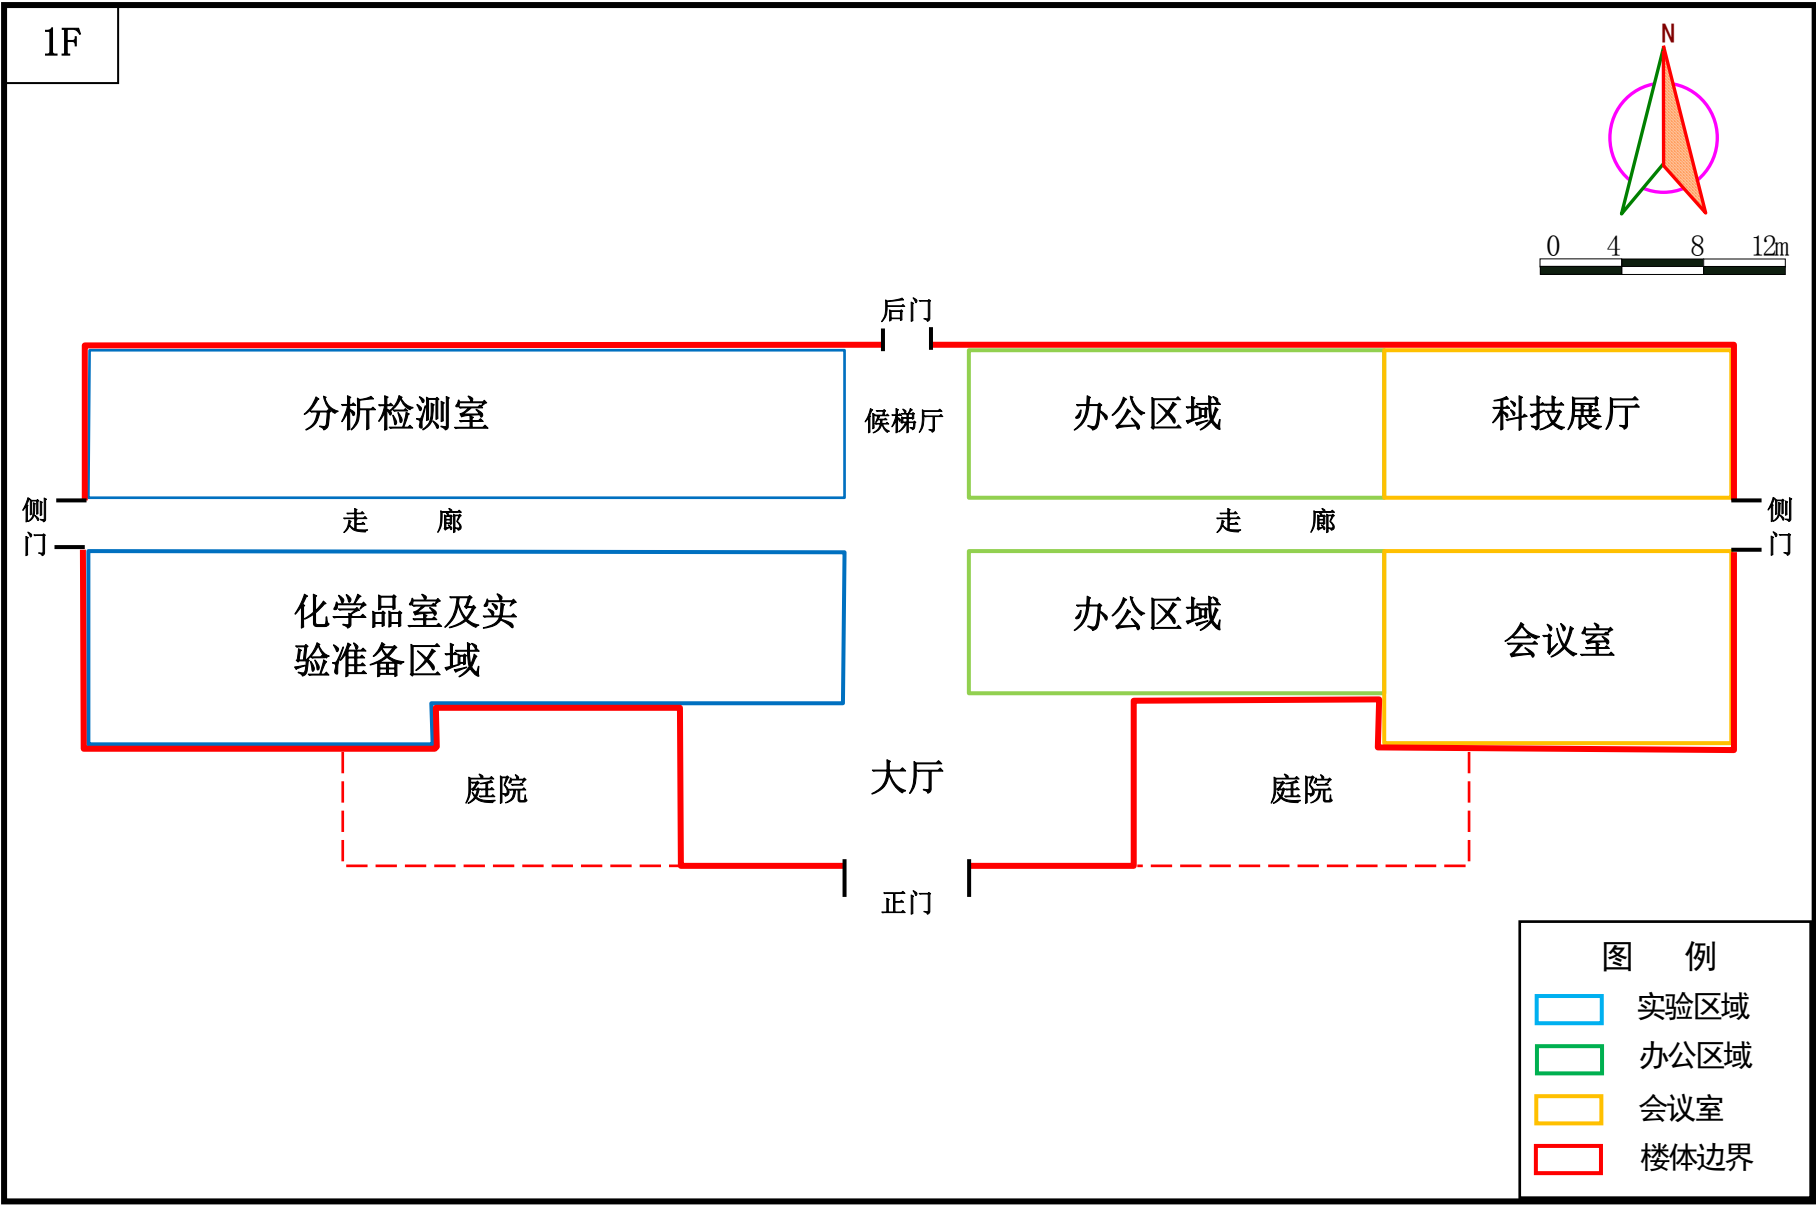 1F
N
0 4 8 12m
后门
分析检测室
候梯厅
办公区域
科技展厅
侧门
走 廊
走 廊
侧门
化学品室及实
验准备区域
办公区域
会议室
庭院
大厅
庭院
正门
图 例
实验区域
办公区域
会议室
楼体边界